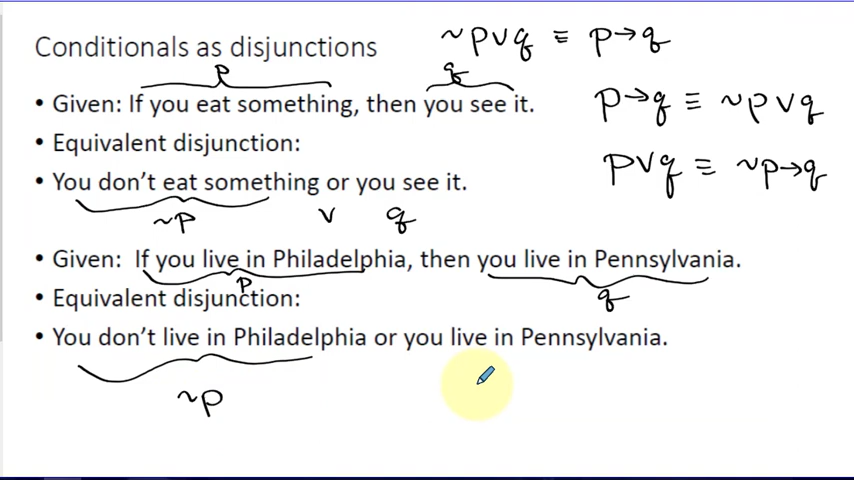 ~p∨q ≡ p→q
Conditionals as disjunctions
p
q
• Given: If you eat something, then you see it.
p→q ≡ ~p∨q
• Equivalent disjunction:
p∨q ≡ ~p→q
• You don't eat something or you see it.
~p ∨ q
• Given: If you live in Philadelphia, then you live in Pennsylvania.
p
q
• Equivalent disjunction:
• You don't live in Philadelphia or you live in Pennsylvania.
~p